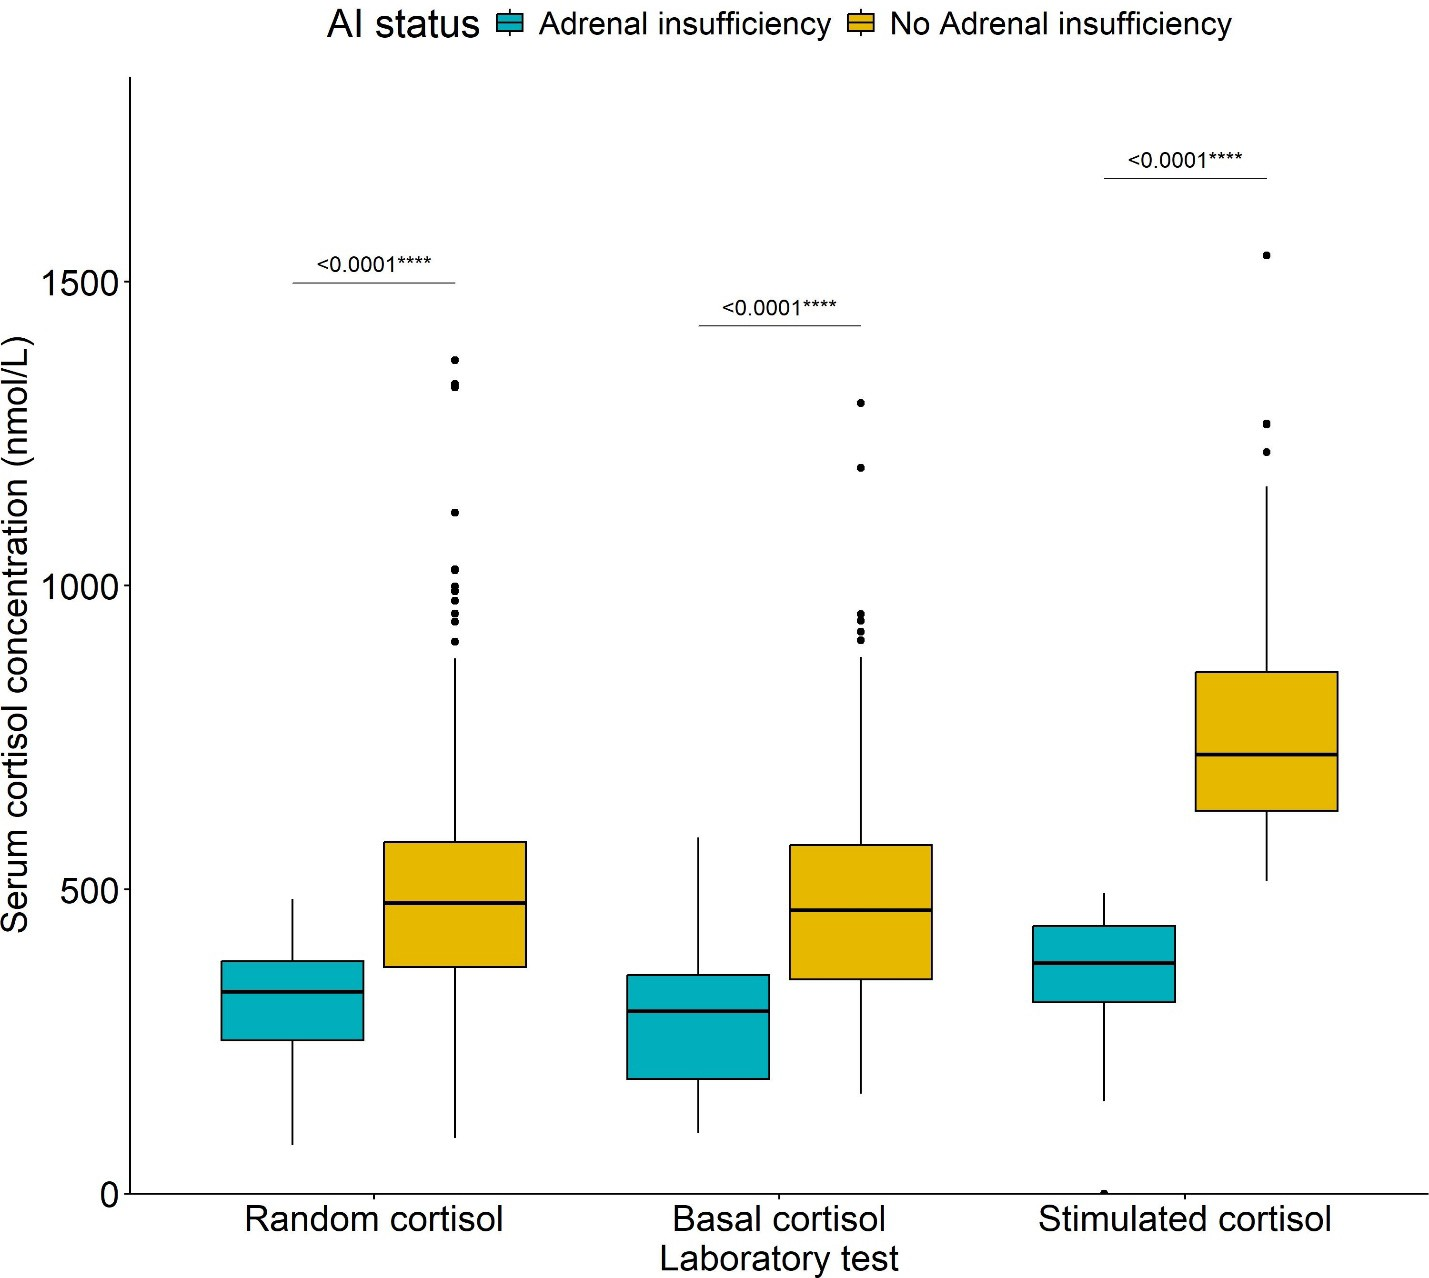 AI status Adrenal insufficiency No Adrenal insufficiency
Serum cortisol concentration (nmol/L)
1500
1000
500
0
<0.0001****
<0.0001****
<0.0001****
Random cortisol Basal cortisol Stimulated cortisol
Laboratory test